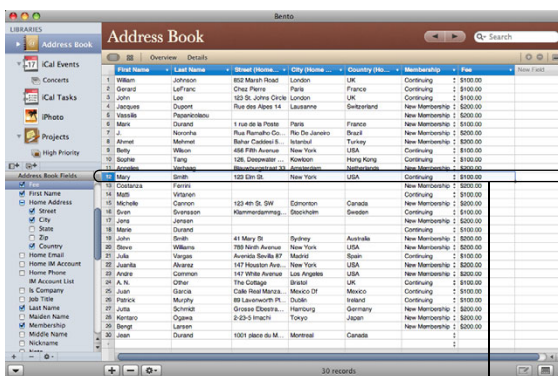 Bento
LIBRARIES
Address Book
iCal Events
Concerts
iCal Tasks
iPhoto
Projects
High Priority
Address Book
Search
Overview Details
First Name Last Name Street (Home... City (Home ... Country (Ho... Membership Fee New Field
1 William Johnson 852 Marsh Road London UK Continuing $100.00
2 Gerard LeFranc Chez Pierre Paris France Continuing $100.00
3 John Lee 123 St. Johns Circle London UK Continuing $100.00
4 Jacques Dupont Rue des Alpes 14 Lausanne Switzerland New Membership $200.00
5 Vassilis Papanicolaou New Membership $200.00
6 Mark Durand 1 rue de la Poste Paris France Continuing $100.00
7 J. Noronha Rua Ramalho Co... Rio De Janeiro Brazil New Membership $200.00
8 Ahmet Mehmet Bahar Caddesi 5... Istanbul Turkey New Membership $200.00
9 Betty Wilson 456 Fifth Avenue New York USA Continuing $100.00
10 Sophie Tang 126, Deepwater ... Kowloon Hong Kong Continuing $100.00
12 Mary Smith 123 Elm St. New York USA Continuing $100.00
13 Costanza Ferrini New Membership $200.00
14 Matti Virtanen Continuing $100.00
15 Michelle Cannon 123 4th St. SW Edmonton Canada New Membership $200.00
16 Sven Svensson Klammerdammsg... Stockholm Sweden Continuing $100.00
17 Jens Jensen New Membership $200.00
18 Marie Durand Continuing $100.00
19 John Smith 41 Mary St Sydney Australia New Membership $200.00
20 Steve Williams 789 Ninth Avenue New York USA New Membership $200.00
21 Julia Vargas Avenida Sevilla 87 Madrid Spain Continuing $100.00
22 Juanita Alvarez 147 Houston Ave... New York USA New Membership $200.00
23 Andre Common 147 White Avenue Los Angeles USA New Membership $200.00
24 A. N. Other The Cottage Bristol UK Continuing $100.00
25 Juan Garcia Calle Real Manza... Mexico Df Mexico Continuing $100.00
26 Patrick Murphy 89 Lavonworth Pl... Dublin Ireland Continuing $100.00
27 Jutta Schmidt Grosse Elbestra... Hamburg Germany New Membership $200.00
28 Kentaro Ogawa 2-23-5 Imachi Tokyo Japan New Membership $200.00
29 Bengt Larsen New Membership $200.00
30 Jean Durand 1001 place du M... Montreal Canada
Address Book Fields
Fee
First Name
Home Address
Street
City
State
Zip
Country
Home Email
Home IM Account
Home Phone
IM Account List
Is Company
Job Title
Last Name
Maiden Name
Membership
Middle Name
Nickname
30 records